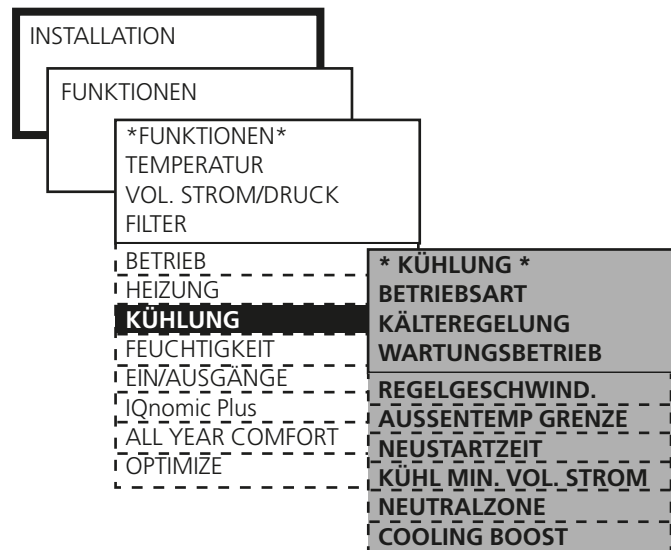 INSTALLATION
FUNKTIONEN
*FUNKTIONEN*
TEMPERATUR
VOL. STROM/DRUCK
FILTER
BETRIEB
HEIZUNG
KÜHLUNG
FEUCHTIGKEIT
EIN/AUSGÄNGE
IQnomic Plus
ALL YEAR COMFORT
OPTIMIZE
* KÜHLUNG *
BETRIEBSART
KÄLTEREGELUNG
WARTUNGSBETRIEB
REGELGESCHWIND.
AUSSENTEMP GRENZE
NEUSTARTZEIT
KÜHL MIN. VOL. STROM
NEUTRALZONE
COOLING BOOST